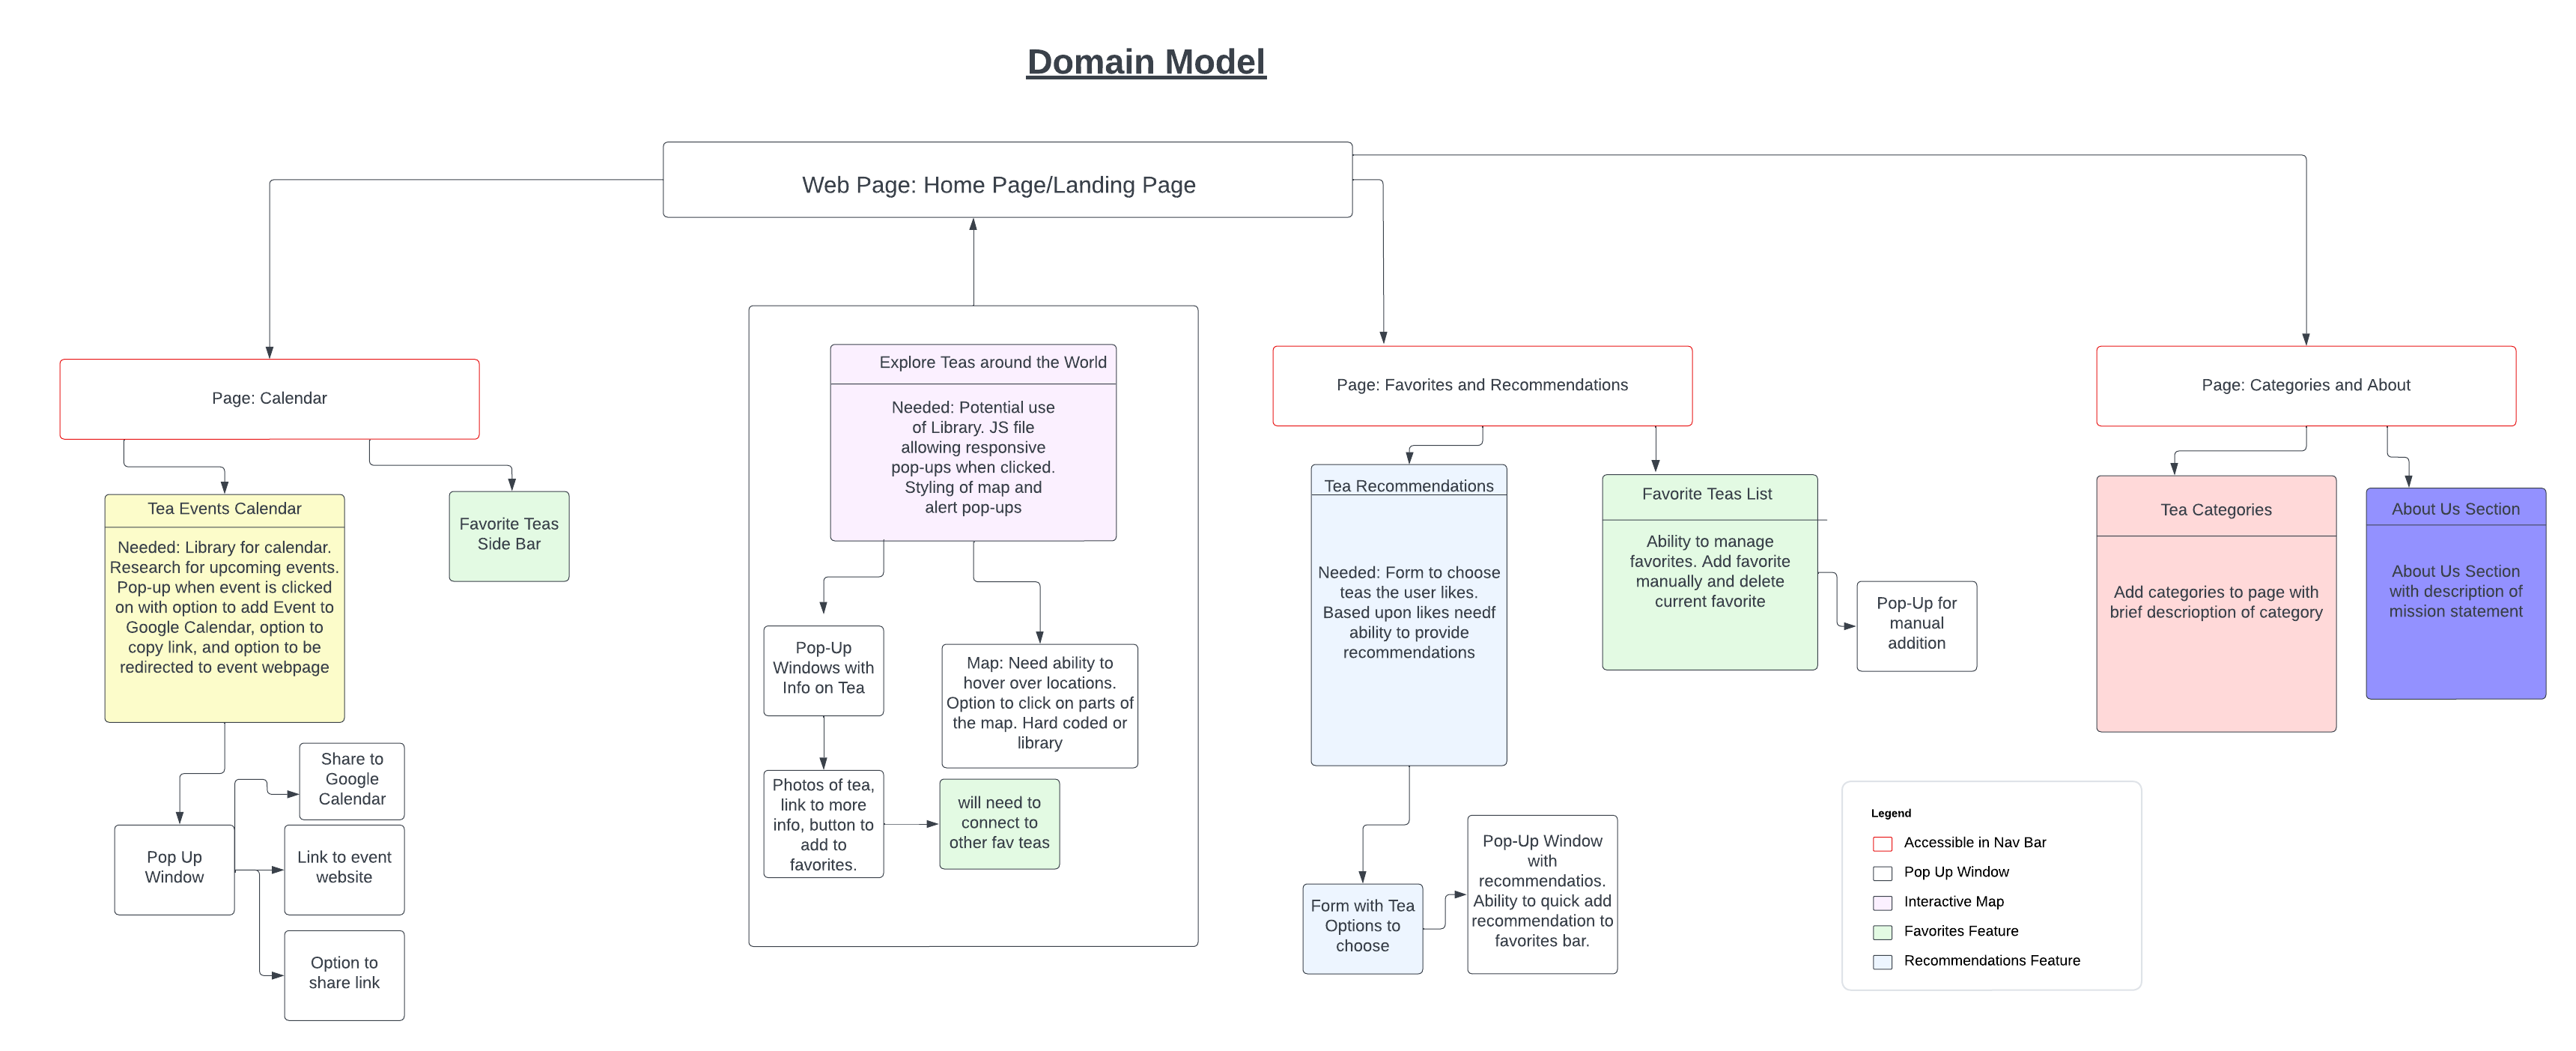 Domain Model
Web Page: Home Page/Landing Page
Page: Calendar
Tea Events Calendar
Needed: Library for calendar.
Research for upcoming events.
Pop-up when event is clicked
on with option to add Event to
Google Calendar, option to
copy link, and option to be
redirected to event webpage
Favorite Teas
Side Bar
Pop Up
Window
Share to
Google
Calendar
Link to event
website
Option to
share link
Explore Teas around the World
Needed: Potential use
of Library. JS file
allowing responsive
pop-ups when clicked.
Styling of map and
alert pop-ups
Pop-Up
Windows with
Info on Tea
Map: Need ability to
hover over locations.
Option to click on parts of
the map. Hard coded or
library
Photos of tea,
link to more
info, button to
add to
favorites.
will need to
connect to
other fav teas
Page: Favorites and Recommendations
Tea Recommendations
Needed: Form to choose
teas the user likes.
Based upon likes needf
ability to provide
recommendations
Favorite Teas List
Ability to manage
favorites. Add favorite
manually and delete
current favorite
Pop-Up for
manual
addition
Form with Tea
Options to
choose
Pop-Up Window
with
recommendatios.
Ability to quick add
recommendation to
favorites bar.
Page: Categories and About
Tea Categories
Add categories to page with
brief descrioption of category
About Us Section
About Us Section
with description of
mission statement
Legend
Accessible in Nav Bar
Pop Up Window
Interactive Map
Favorites Feature
Recommendations Feature